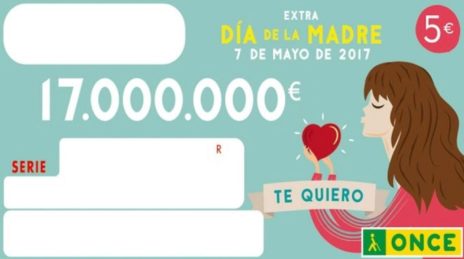 EXTRA
DÍA DE LA MADRE
7 DE MAYO DE 2017
5€
17.000.000€
R
SERIE
TE QUIERO
ONCE